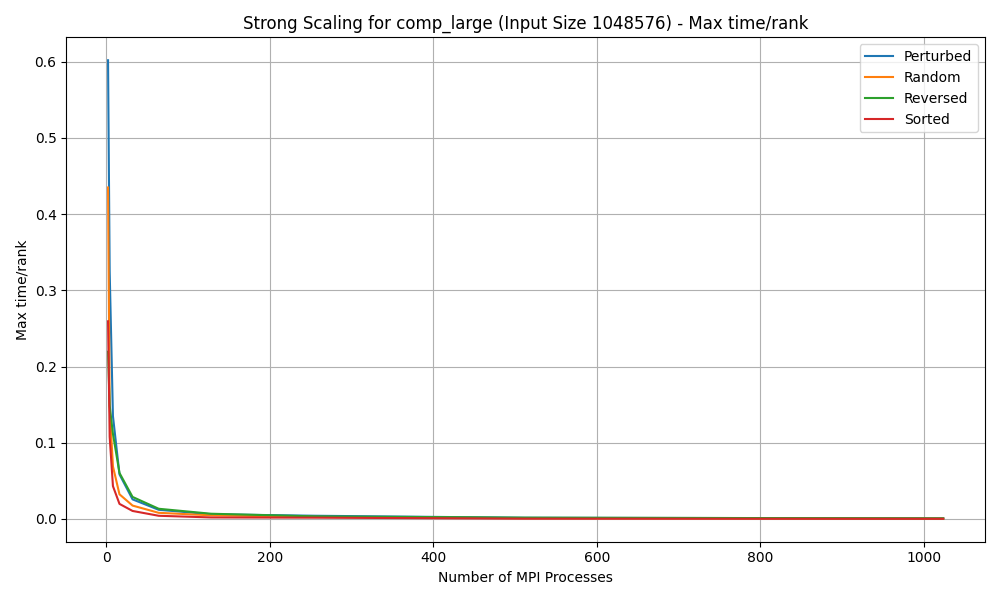 Strong Scaling for comp_large (Input Size 1048576) - Max time/rank
Perturbed
Random
Reversed
Sorted
Max time/rank
0.6
0.5
0.4
0.3
0.2
0.1
0.0
0
200
400
600
800
1000
Number of MPI Processes